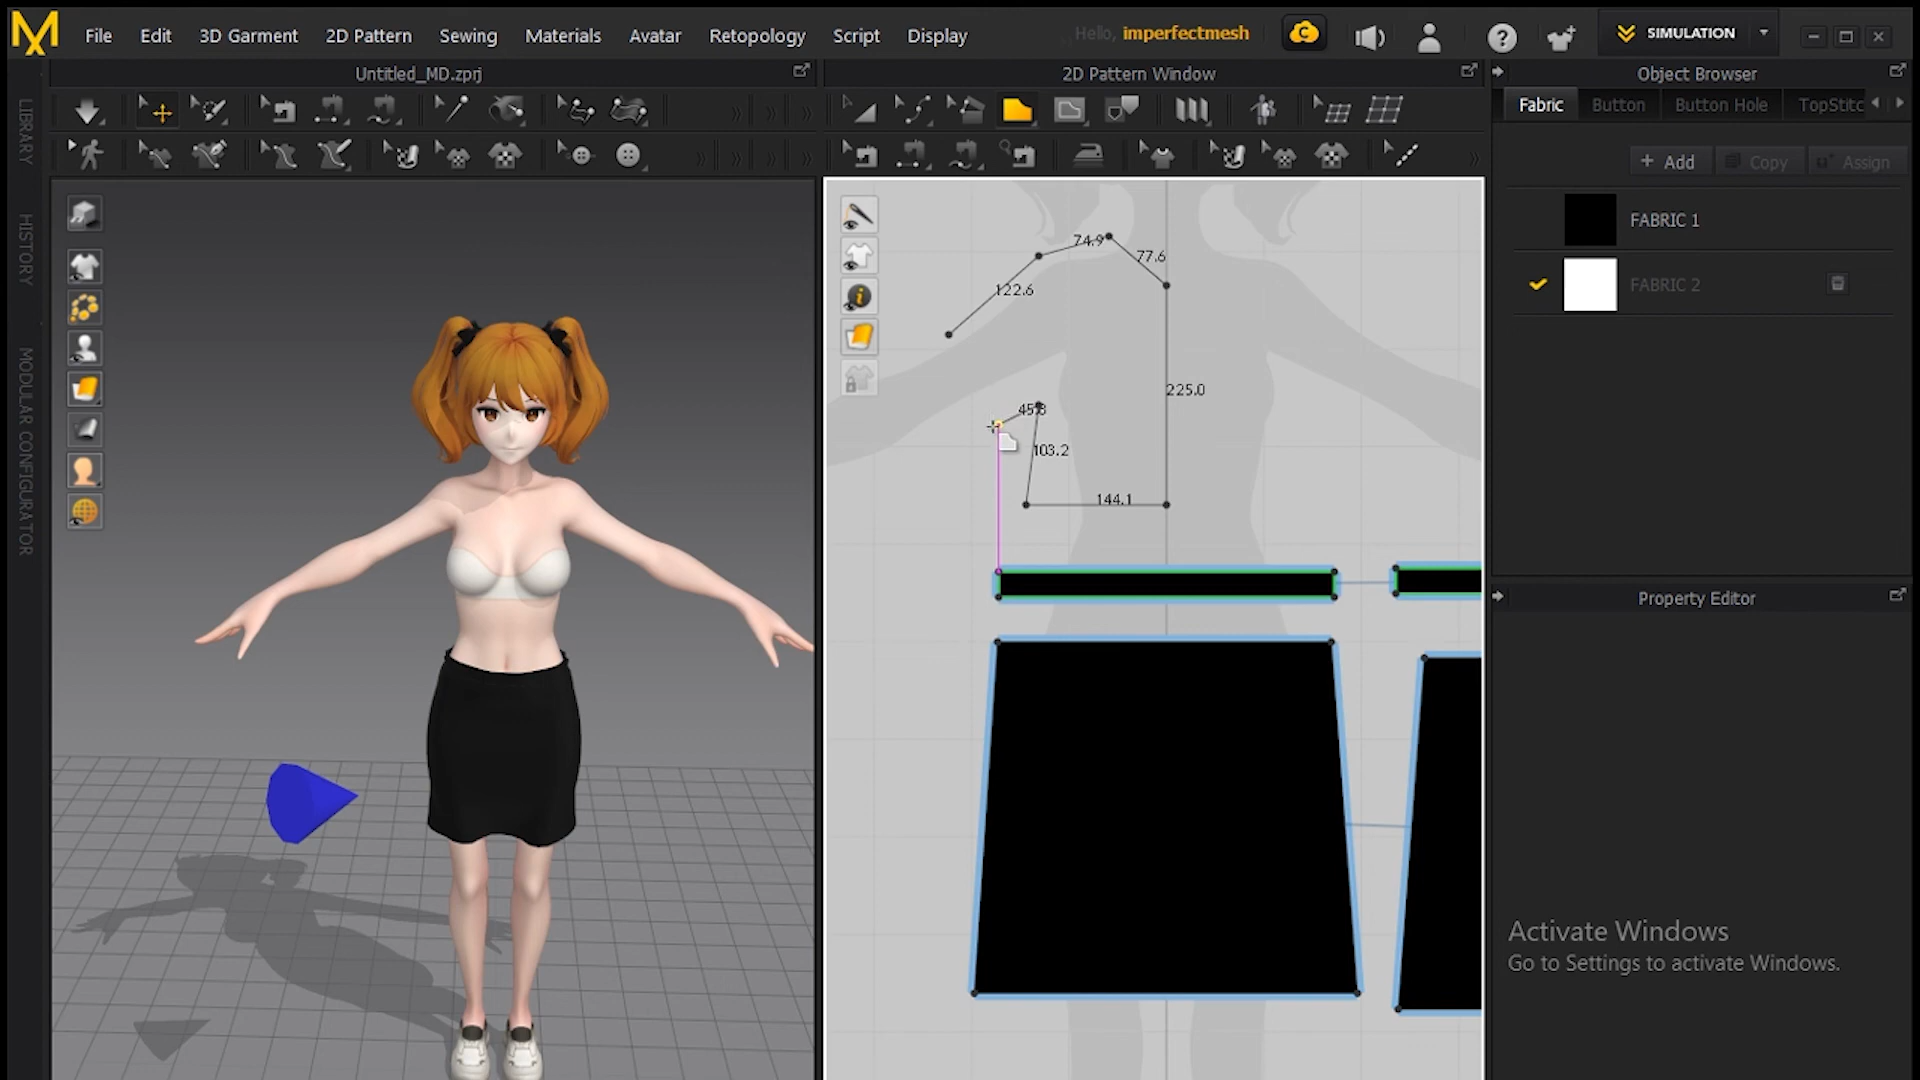 File Edit 3D Garment 2D Pattern Sewing Materials Avatar Retopology Script Display
Hello, imperfectmesh
SIMULATION
Untitled_MD.zprj
2D Pattern Window
Object Browser
Fabric Button Button Hole TopStitc
+ Add Copy Assign
FABRIC 1
FABRIC 2
LIBRARY
HISTORY
MODULAR CONFIGURATOR
74.9
77.6
122.6
225.0
45.8
103.2
144.1
Property Editor
Activate Windows
Go to Settings to activate Windows.